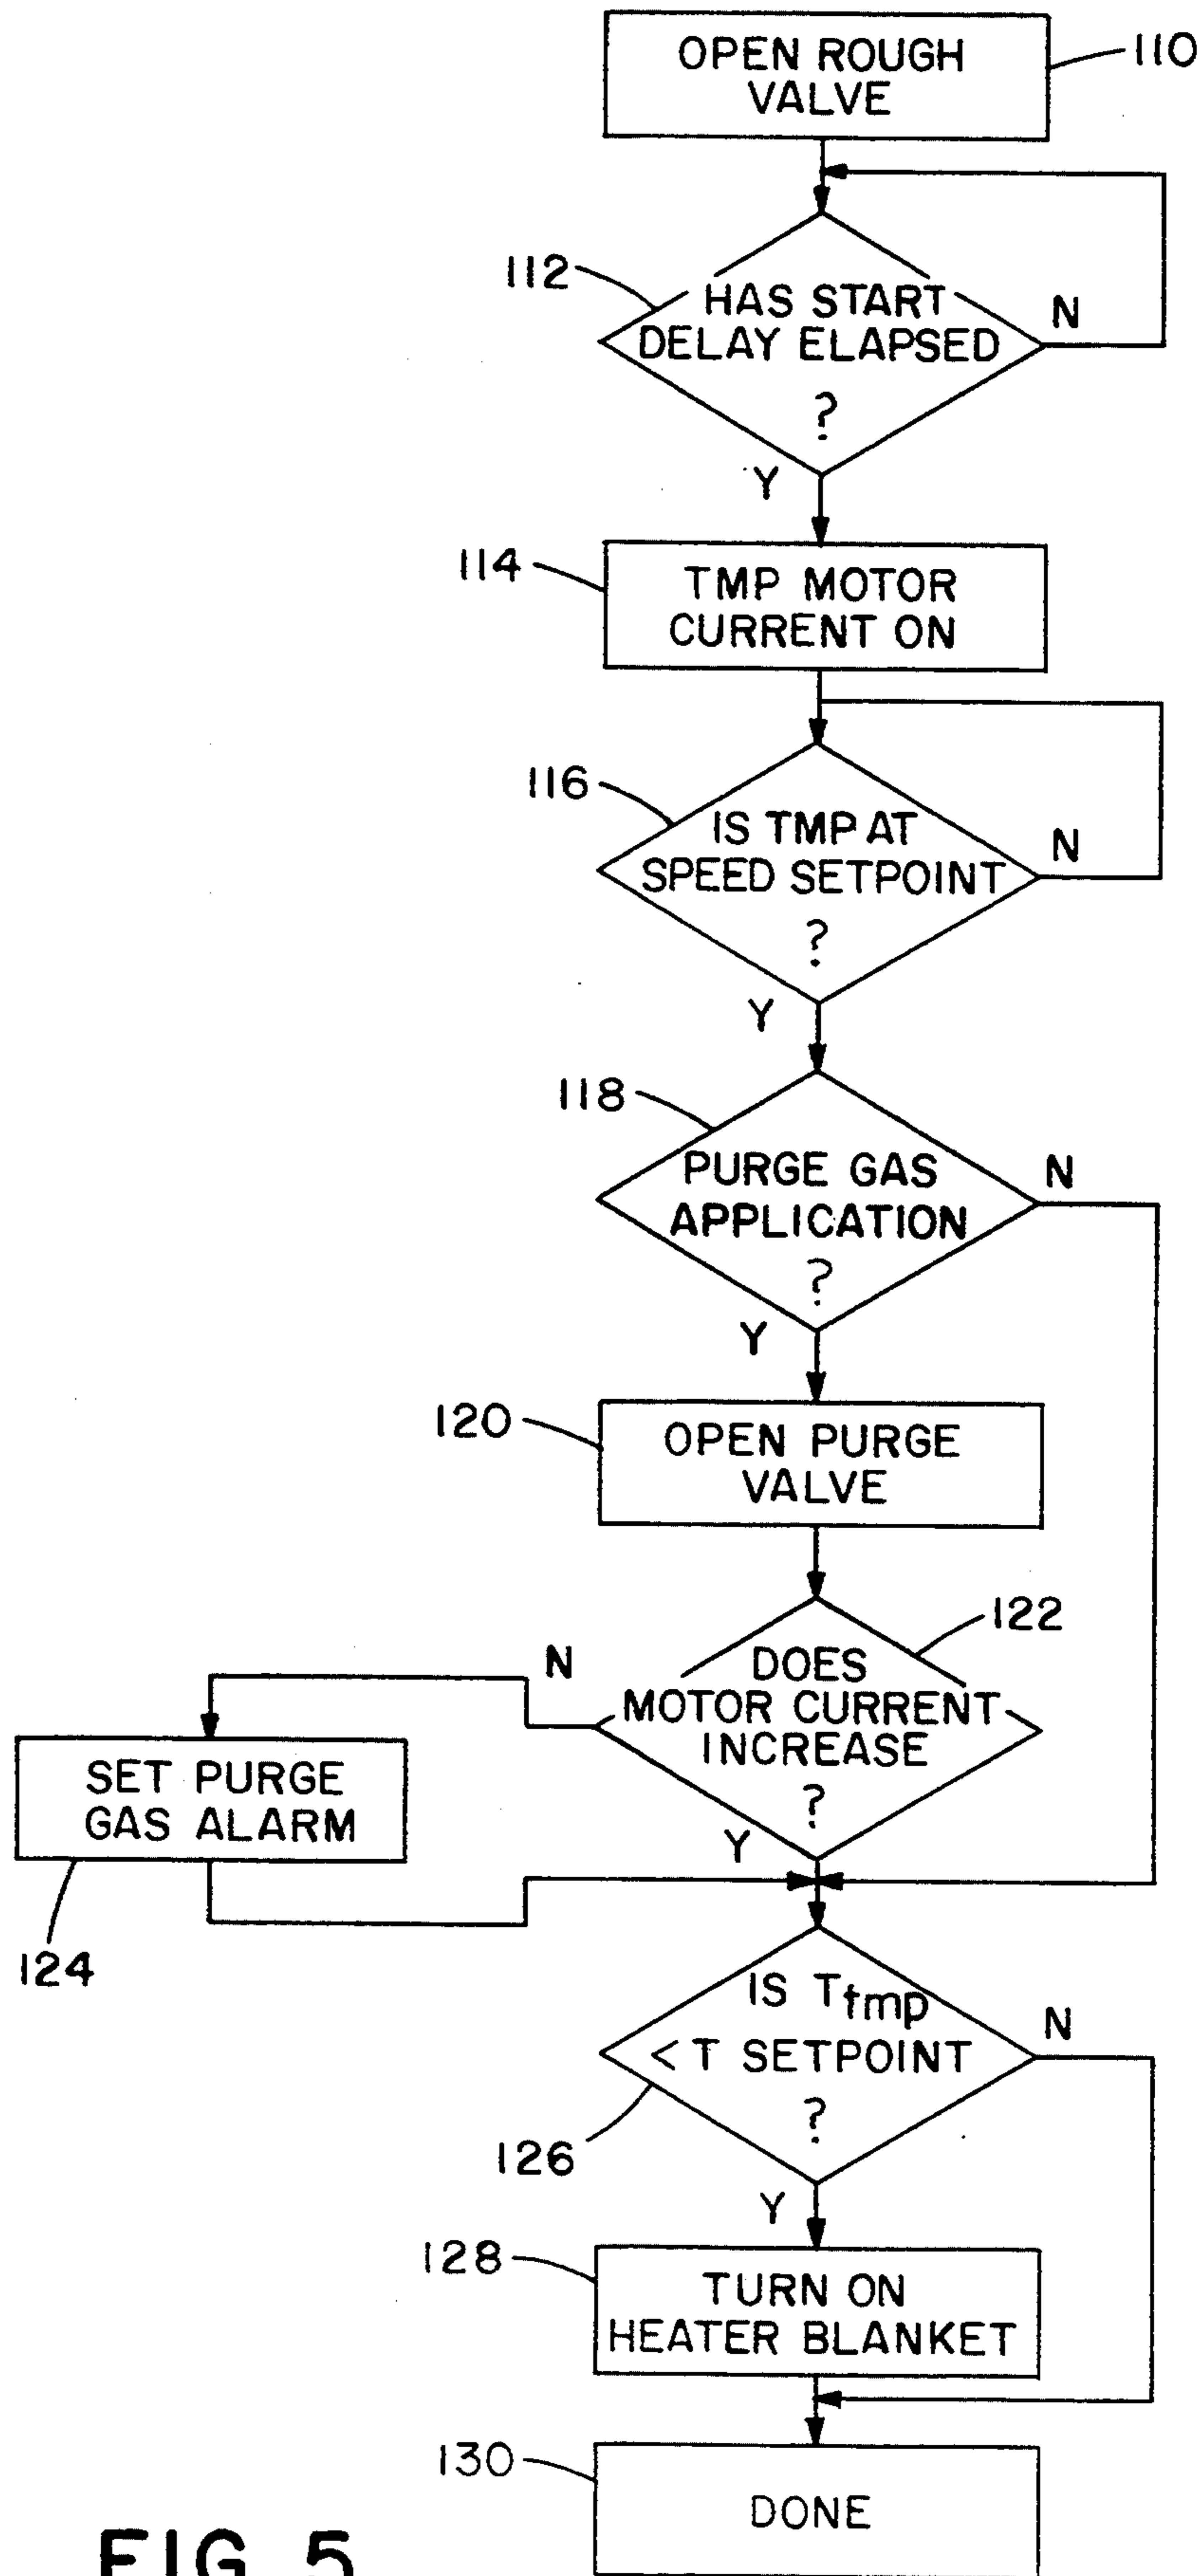 OPEN ROUGH
VALVE
110
112
HAS START
DELAY ELAPSED
?
N
Y
114
TMP MOTOR
CURRENT ON
116
IS TMP AT
SPEED SETPOINT
?
N
Y
118
PURGE GAS
APPLICATION
?
N
Y
120
OPEN PURGE
VALVE
122
DOES
MOTOR CURRENT
INCREASE
?
N
Y
SET PURGE
GAS ALARM
124
IS Ttmp
< T SETPOINT
?
N
126
Y
128
TURN ON
HEATER BLANKET
130
DONE
FIG. 5